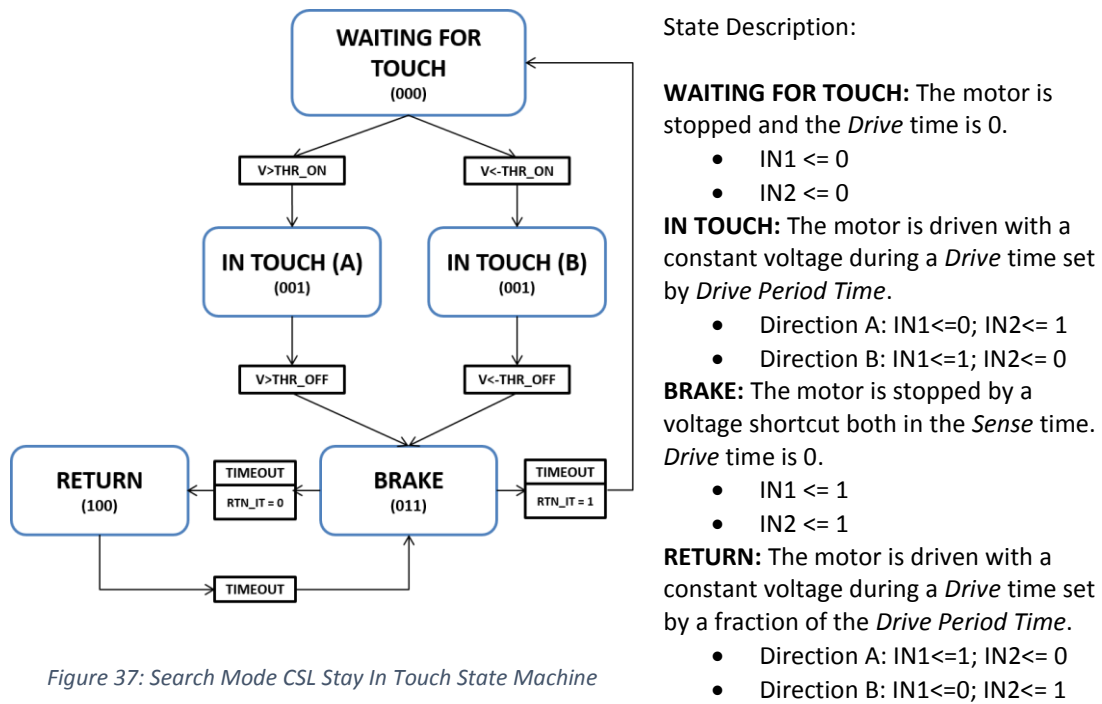 WAITING FOR
TOUCH
(000)
V>THR_ON
V<-THR_ON
IN TOUCH (A)
(001)
IN TOUCH (B)
(001)
V>THR_OFF
V<-THR_OFF
RETURN
(100)
TIMEOUT
RTN_IT = 0
BRAKE
(011)
TIMEOUT
RTN_IT = 1
TIMEOUT
Figure 37: Search Mode CSL Stay In Touch State Machine
State Description:
WAITING FOR TOUCH: The motor is
stopped and the Drive time is 0.
• IN1 <= 0
• IN2 <= 0
IN TOUCH: The motor is driven with a
constant voltage during a Drive time set
by Drive Period Time.
• Direction A: IN1<=0; IN2<= 1
• Direction B: IN1<=1; IN2<= 0
BRAKE: The motor is stopped by a
voltage shortcut both in the Sense time.
Drive time is 0.
• IN1 <= 1
• IN2 <= 1
RETURN: The motor is driven with a
constant voltage during a Drive time set
by a fraction of the Drive Period Time.
• Direction A: IN1<=1; IN2<= 0
• Direction B: IN1<=0; IN2<= 1